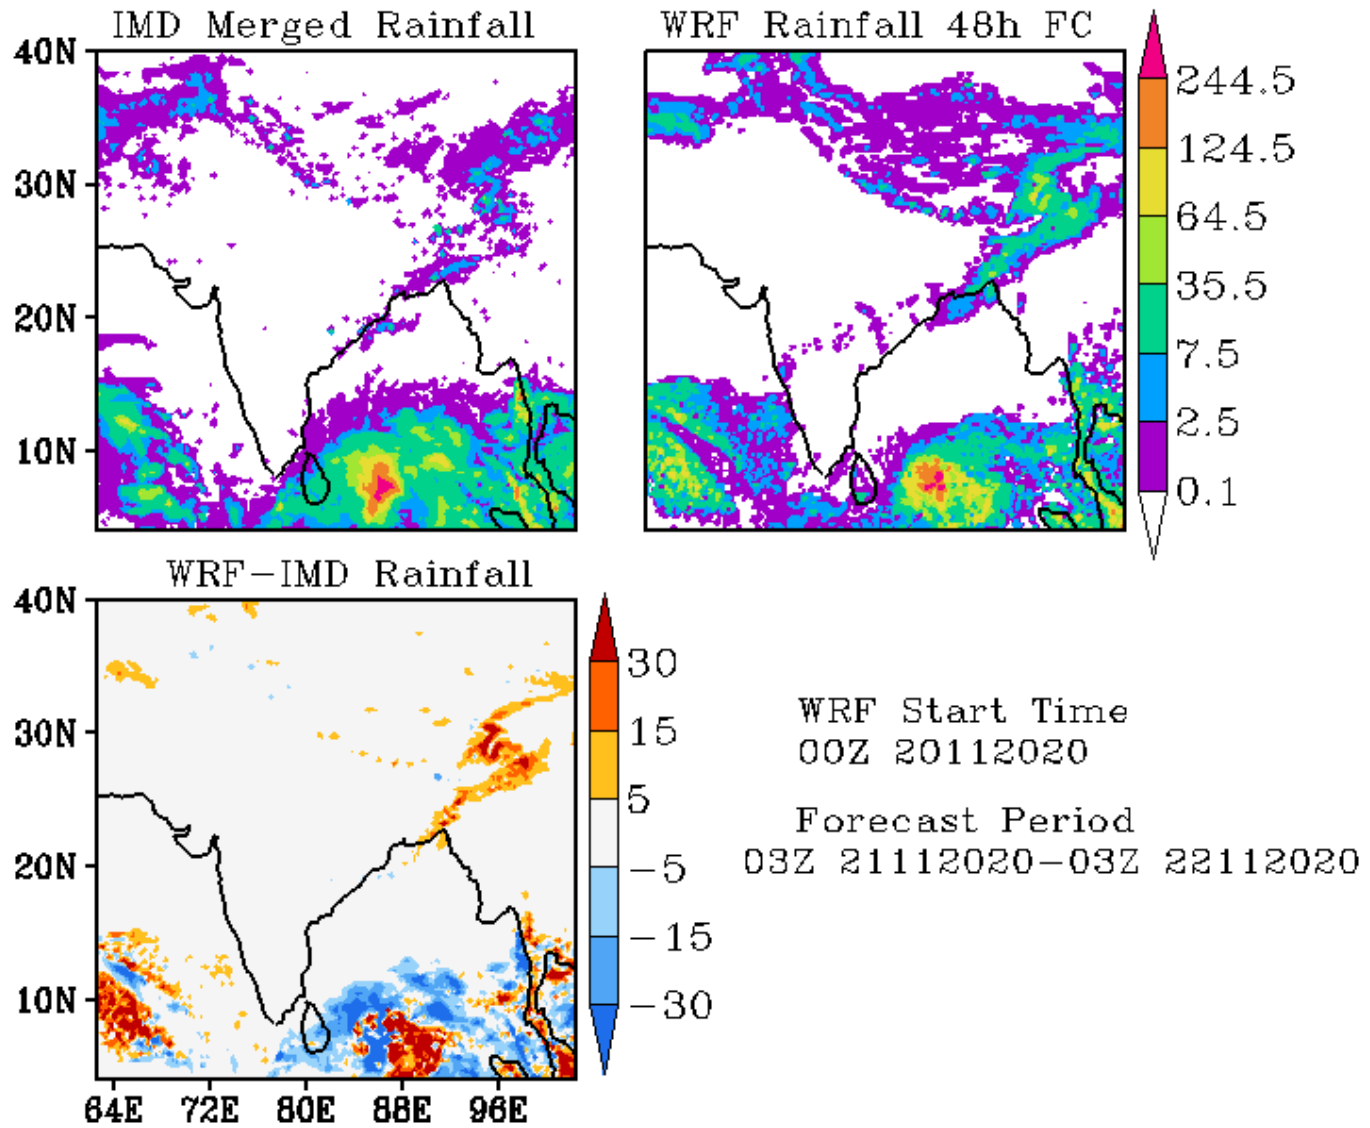 IMD Merged Rainfall
WRF Rainfall 48h FC
40N
30N
20N
10N
244.5
124.5
64.5
35.5
7.5
2.5
0.1
WRF-IMD Rainfall
40N
30N
20N
10N
64E 72E 80E 88E 96E
30
15
5
-5
-15
-30
WRF Start Time
00Z 20112020
Forecast Period
03Z 21112020-03Z 22112020